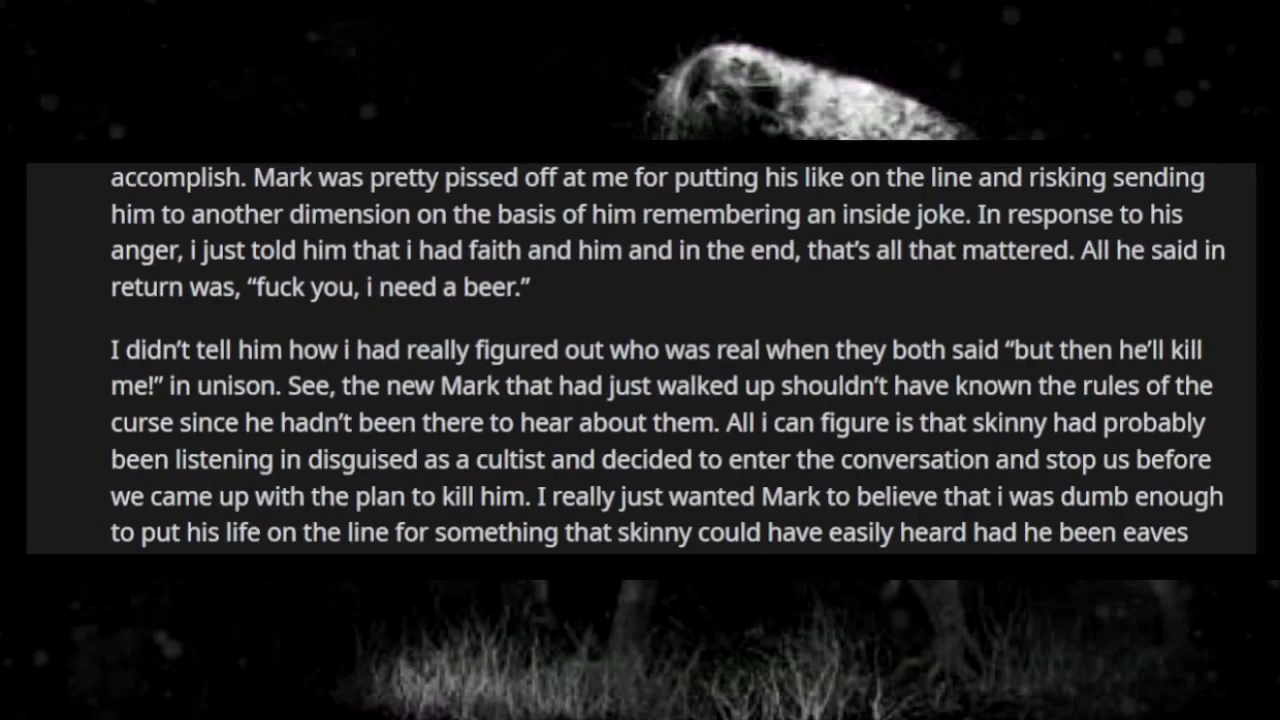 accomplish. Mark was pretty pissed off at me for putting his like on the line and risking sending
him to another dimension on the basis of him remembering an inside joke. In response to his
anger, i just told him that i had faith and him and in the end, that’s all that mattered. All he said in
return was, “fuck you, i need a beer.”
I didn’t tell him how i had really figured out who was real when they both said “but then he’ll kill
me!” in unison. See, the new Mark that had just walked up shouldn’t have known the rules of the
curse since he hadn’t been there to hear about them. All i can figure is that skinny had probably
been listening in disguised as a cultist and decided to enter the conversation and stop us before
we came up with the plan to kill him. I really just wanted Mark to believe that i was dumb enough
to put his life on the line for something that skinny could have easily heard had he been eaves